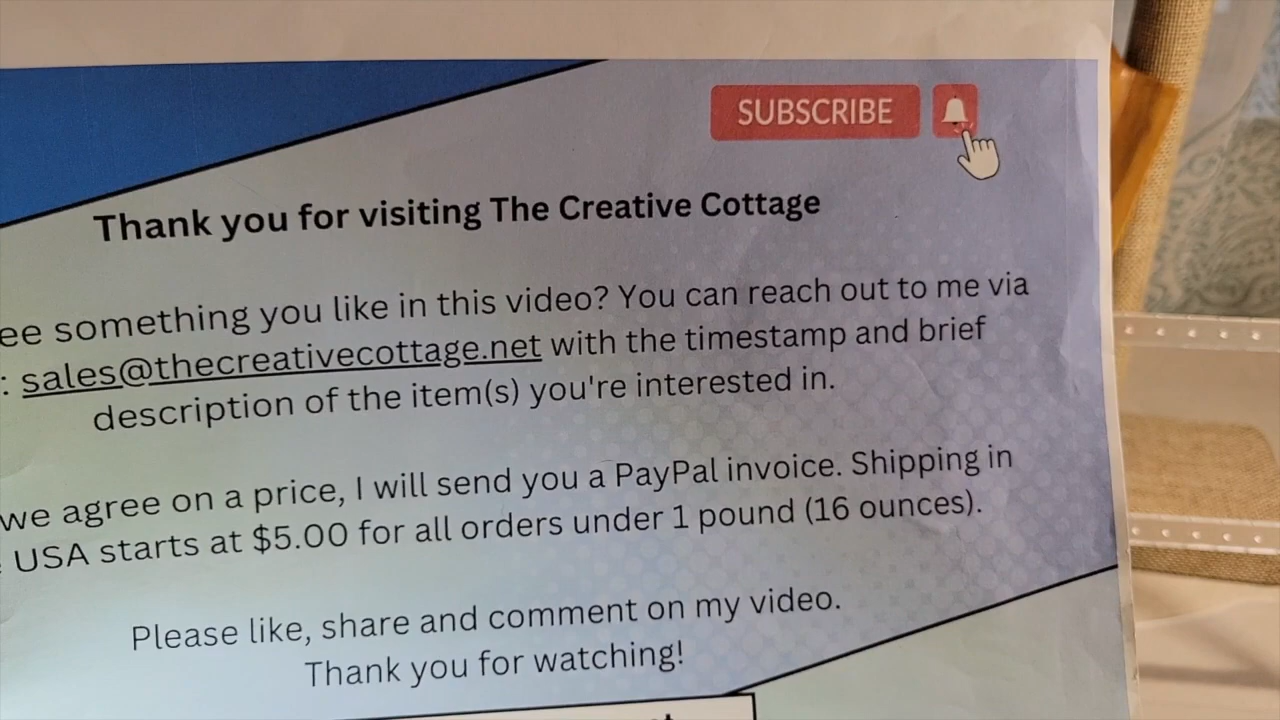 SUBSCRIBE
Thank you for visiting The Creative Cottage
ee something you like in this video? You can reach out to me via
: sales@thecreativecottage.net with the timestamp and brief
description of the item(s) you're interested in.
we agree on a price, I will send you a PayPal invoice. Shipping in
USA starts at $5.00 for all orders under 1 pound (16 ounces).
Please like, share and comment on my video.
Thank you for watching!